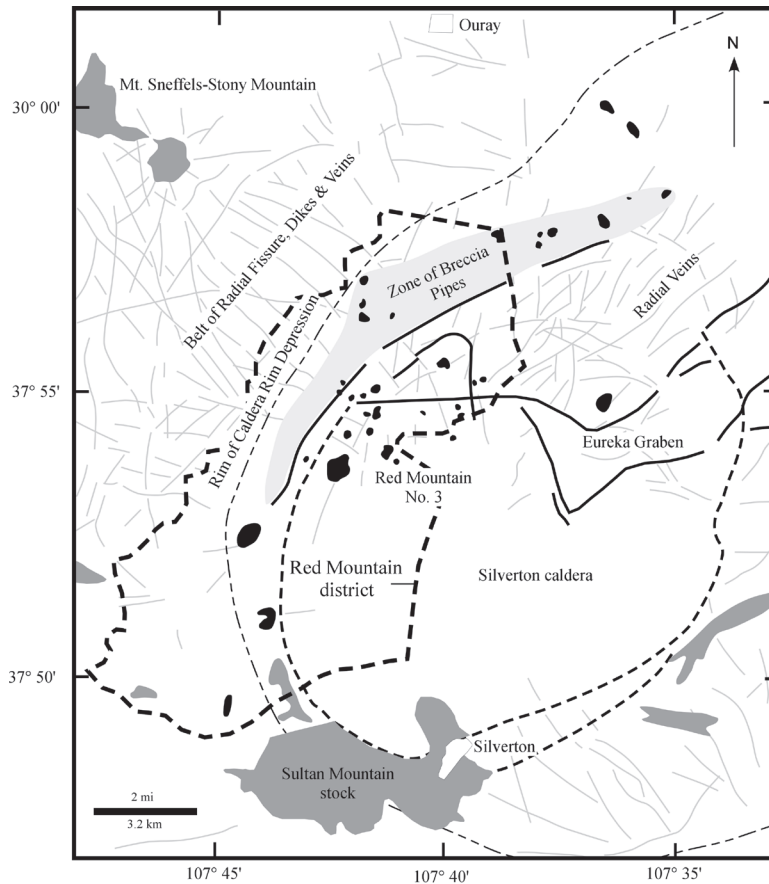 Ouray
N
Mt. Sneffels-Stony Mountain
30° 00'
Belt of Radial Fissure, Dikes & Veins
Zone of Breccia
Pipes
Radial Veins
Rim of Caldera Rim Depression
37° 55'
Eureka Graben
Red Mountain
No. 3
Red Mountain
district
Silverton caldera
37° 50'
Silverton
Sultan Mountain
stock
2 mi
3.2 km
107° 45'
107° 40'
107° 35'